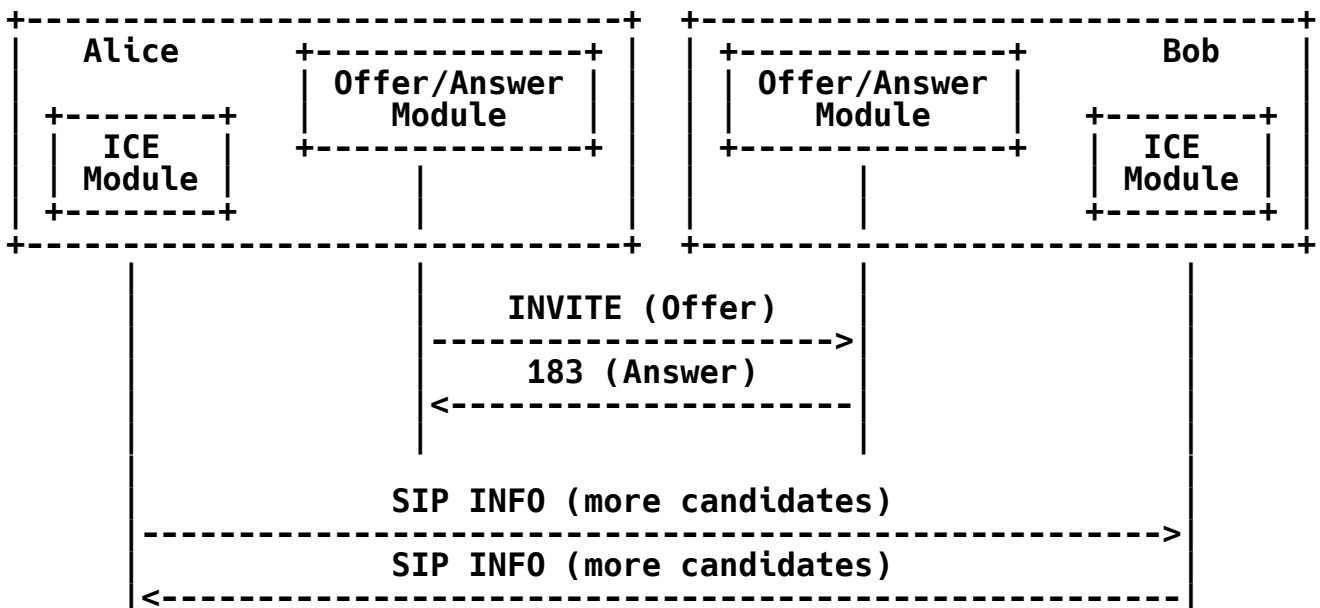 Alice Bob
Offer/Answer Offer/Answer
Module Module
ICE ICE
Module Module
INVITE (Offer)
183 (Answer)
SIP INFO (more candidates)
SIP INFO (more candidates)